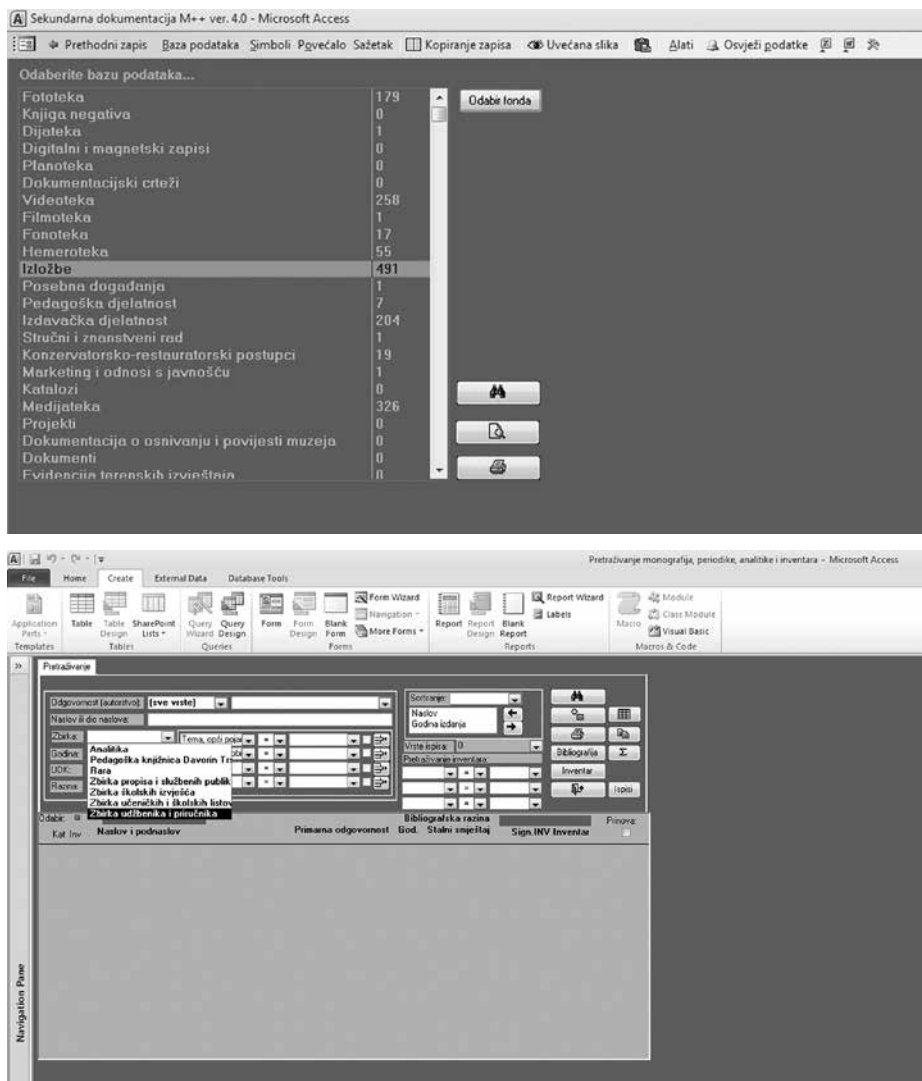 Sekundarna dokumentacija M++ ver. 4.0 - Microsoft Access
Prethodni zapis Baza podataka Simboli Povećalo Sažetak Kopiranje zapisa Uvećana slika Alati Osvježi podatke
Odaberite bazu podataka...
Fototeka 179 Odabir fonda
Knjiga negativa 0
Dijateka 1
Digitalni i magnetski zapisi 0
Planoteka 0
Dokumentacijski crteži 0
Videoteka 258
Filmoteka 1
Fonoteka 17
Hemeroteka 55
Izložbe 491
Posebna događanja 1
Pedagoška djelatnost 7
Izdavačka djelatnost 204
Stručni i znanstveni rad 1
Konzervatorsko-restauratorski postupci 19
Marketing i odnosi s javnošću 1
Katalozi 0
Medijateka 326
Projekti 0
Dokumentacija o osnivanju i povijesti muzeja 0
Dokumenti 0
Evidencija terenskih izvještaja 0
Pretraživanje monografija, periodike, analitike i inventara - Microsoft Access
File Home Create External Data Database Tools
Application Parts Table Table Design SharePoint Lists Query Wizard Query Design Form Form Design Blank Form Form Wizard Navigation More Forms Report Report Design Blank Report Report Wizard Labels Macro Module Class Module Visual Basic
Templates Tables Queries Forms Reports Macros & Code
Pretraživanje
Odgovornost (autorstvo): (sve vrste) Sortiranje:
Naslov ili dio naslova: Naslov
Godina izdanja
Zbirka: Tema, opći poja = Vrste ispisa: 0
Godina: Analitika = Pretraživanje inventara: Bibliografija Σ
Pedagoška knjižnica Davorin Tr
UDK: Rara = Inventar
Zbirka propisa i službenih publik
Razina: Zbirka školskih izvješća = Ispisi
Zbirka učeničkih i školskih listov
Zbirka udžbenika i priručnika
Odabir: Bibliografska razina Prinova:
Kat Inv Naslov i podnaslov Primarna odgovornost God. Stalni smještaj Sign.INV Inventar
Navigation Pane